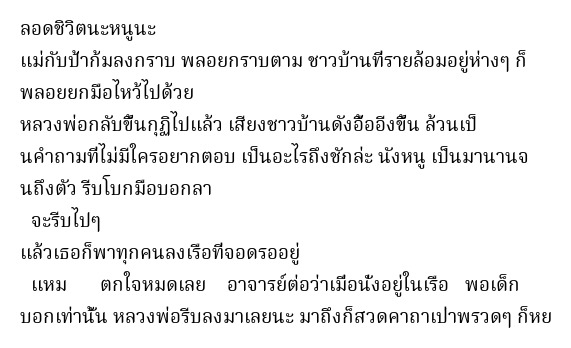 ลอดชิวิตนะหนูนะ
แม่กับป้าก้มลงกราบ พลอยกราบตาม ชาวบ้านที่รายล้อมอยู่ห่างๆ ก็
พลอยยกมือไหว้ไปด้วย
หลวงพ่อกลับขึ้นกุฏิไปแล้ว เสียงชาวบ้านดังอื้ออึงขึ้น ล้วนเป็
นคำถามที่ไม่มีใครอยากตอบ เป็นอะไรถึงชักล่ะ นังหนู เป็นมานานจ
นถึงตัว รีบโบกมือบอกลา
จะรีบไปๆ
แล้วเธอก็พาทุกคนลงเรือที่จอดรออยู่
แหม ตกใจหมดเลย อาจารย์ต่อว่าเมื่อนั่งอยู่ในเรือ พอเด็ก
บอกเท่านั้น หลวงพ่อรีบลงมาเลยนะ มาถึงก็สวดคาถาเป่าพรวดๆ ก็หย